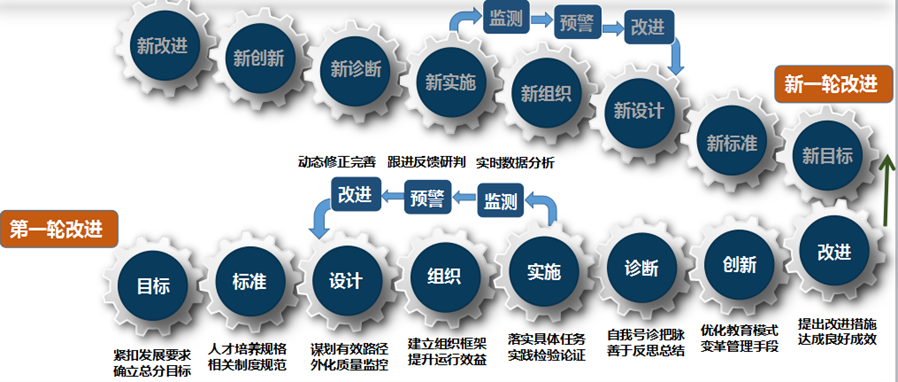 监测
预警
改进
新改进
新创新
新诊断
新实施
新组织
新设计
新标准
新目标
新一轮改进
动态修正完善 跟进反馈研判 实时数据分析
改进
预警
监测
第一轮改进
目标
标准
设计
组织
实施
诊断
创新
改进
紧扣发展要求
确立总分目标
人才培养规格
相关制度规范
谋划有效路径
外化质量监控
建立组织框架
提升运行效益
落实具体任务
实践检验论证
自我号诊把脉
善于反思总结
优化教育模式
变革管理手段
提出改进措施
达成良好成效